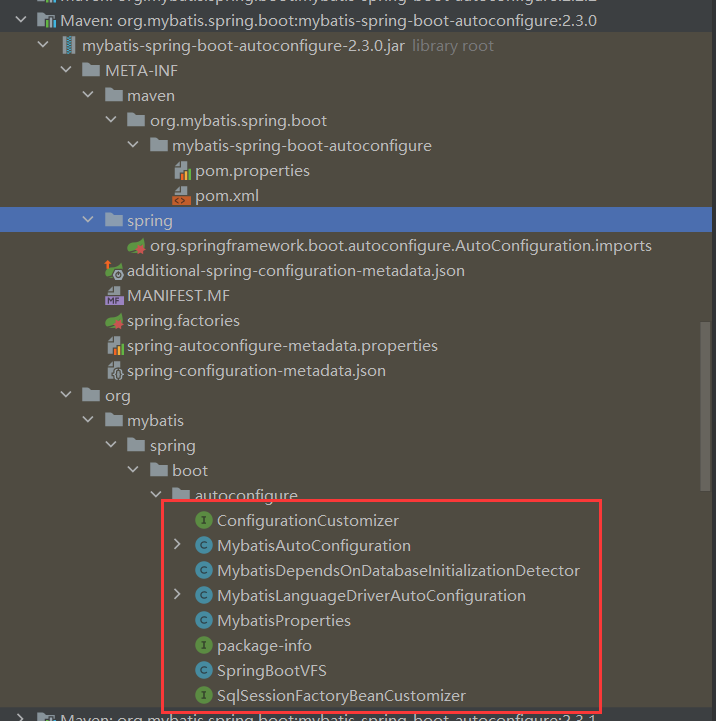 Maven: org.mybatis.spring.boot:mybatis-spring-boot-autoconfigure:2.3.0
mybatis-spring-boot-autoconfigure-2.3.0.jar library root
META-INF
maven
org.mybatis.spring.boot
mybatis-spring-boot-autoconfigure
pom.properties
pom.xml
spring
org.springframework.boot.autoconfigure.AutoConfiguration.imports
additional-spring-configuration-metadata.json
MANIFEST.MF
spring.factories
spring-autoconfigure-metadata.properties
spring-configuration-metadata.json
org
mybatis
spring
boot
autoconfigure
ConfigurationCustomizer
MybatisAutoConfiguration
MybatisDependsOnDatabaseInitializationDetector
MybatisLanguageDriverAutoConfiguration
MybatisProperties
package-info
SpringBootVFS
SqlSessionFactoryBeanCustomizer
Maven: org.mybatis.spring.boot:mybatis-spring-boot-autoconfigure:2.3.1